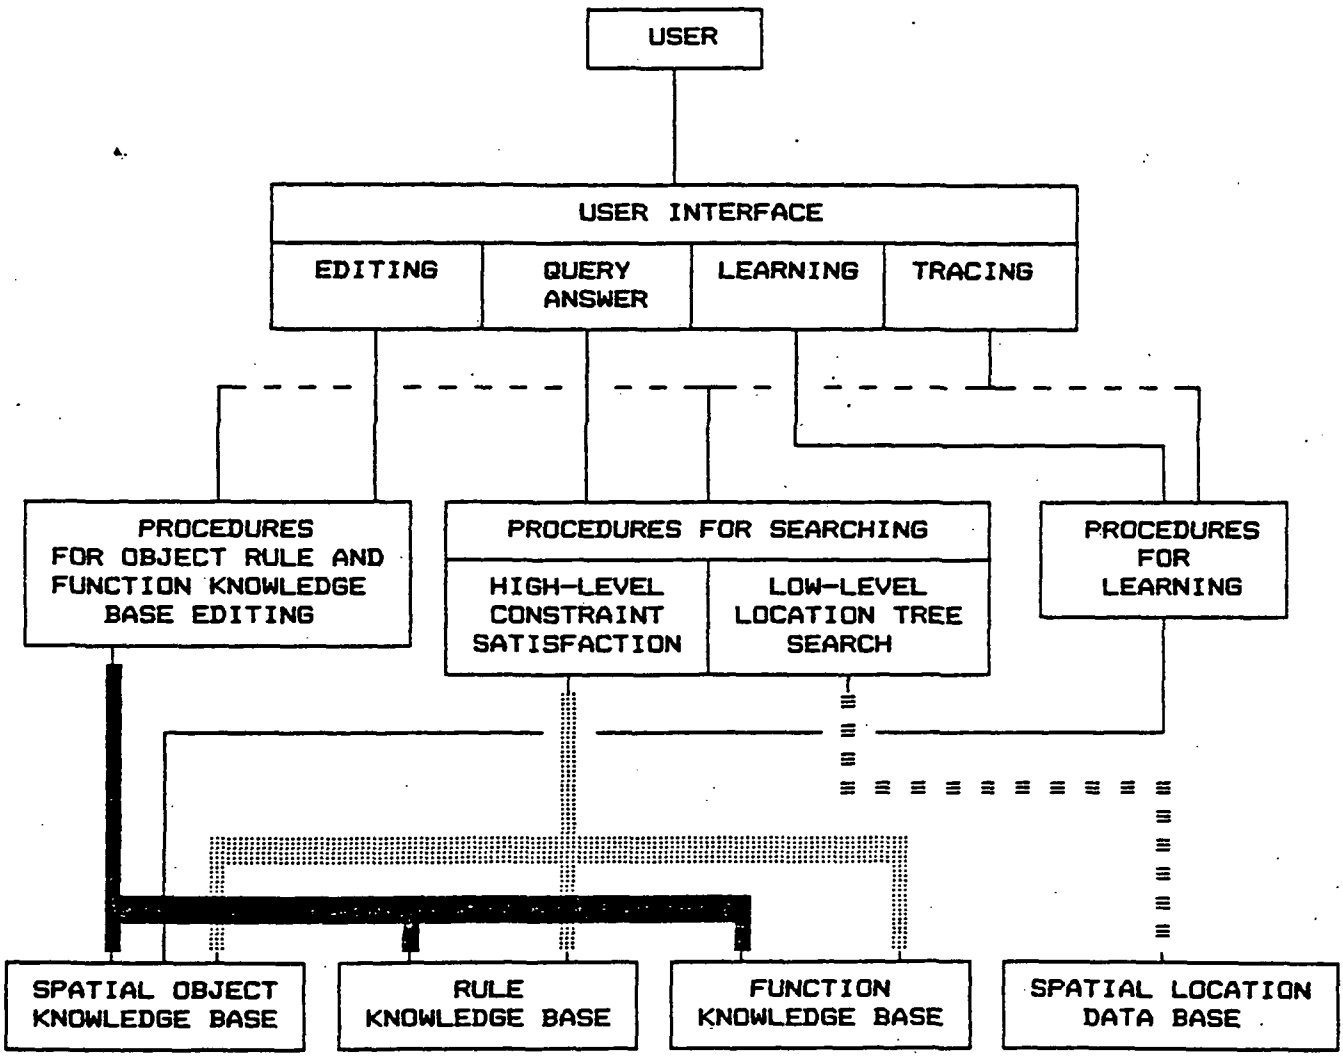 USER
USER INTERFACE
EDITING
QUERY
ANSWER
LEARNING
TRACING
PROCEDURES
FOR OBJECT RULE AND
FUNCTION KNOWLEDGE
BASE EDITING
PROCEDURES FOR SEARCHING
HIGH-LEVEL
CONSTRAINT
SATISFACTION
LOW-LEVEL
LOCATION TREE
SEARCH
PROCEDURES
FOR
LEARNING
SPATIAL OBJECT
KNOWLEDGE BASE
RULE
KNOWLEDGE BASE
FUNCTION
KNOWLEDGE BASE
SPATIAL LOCATION
DATA BASE